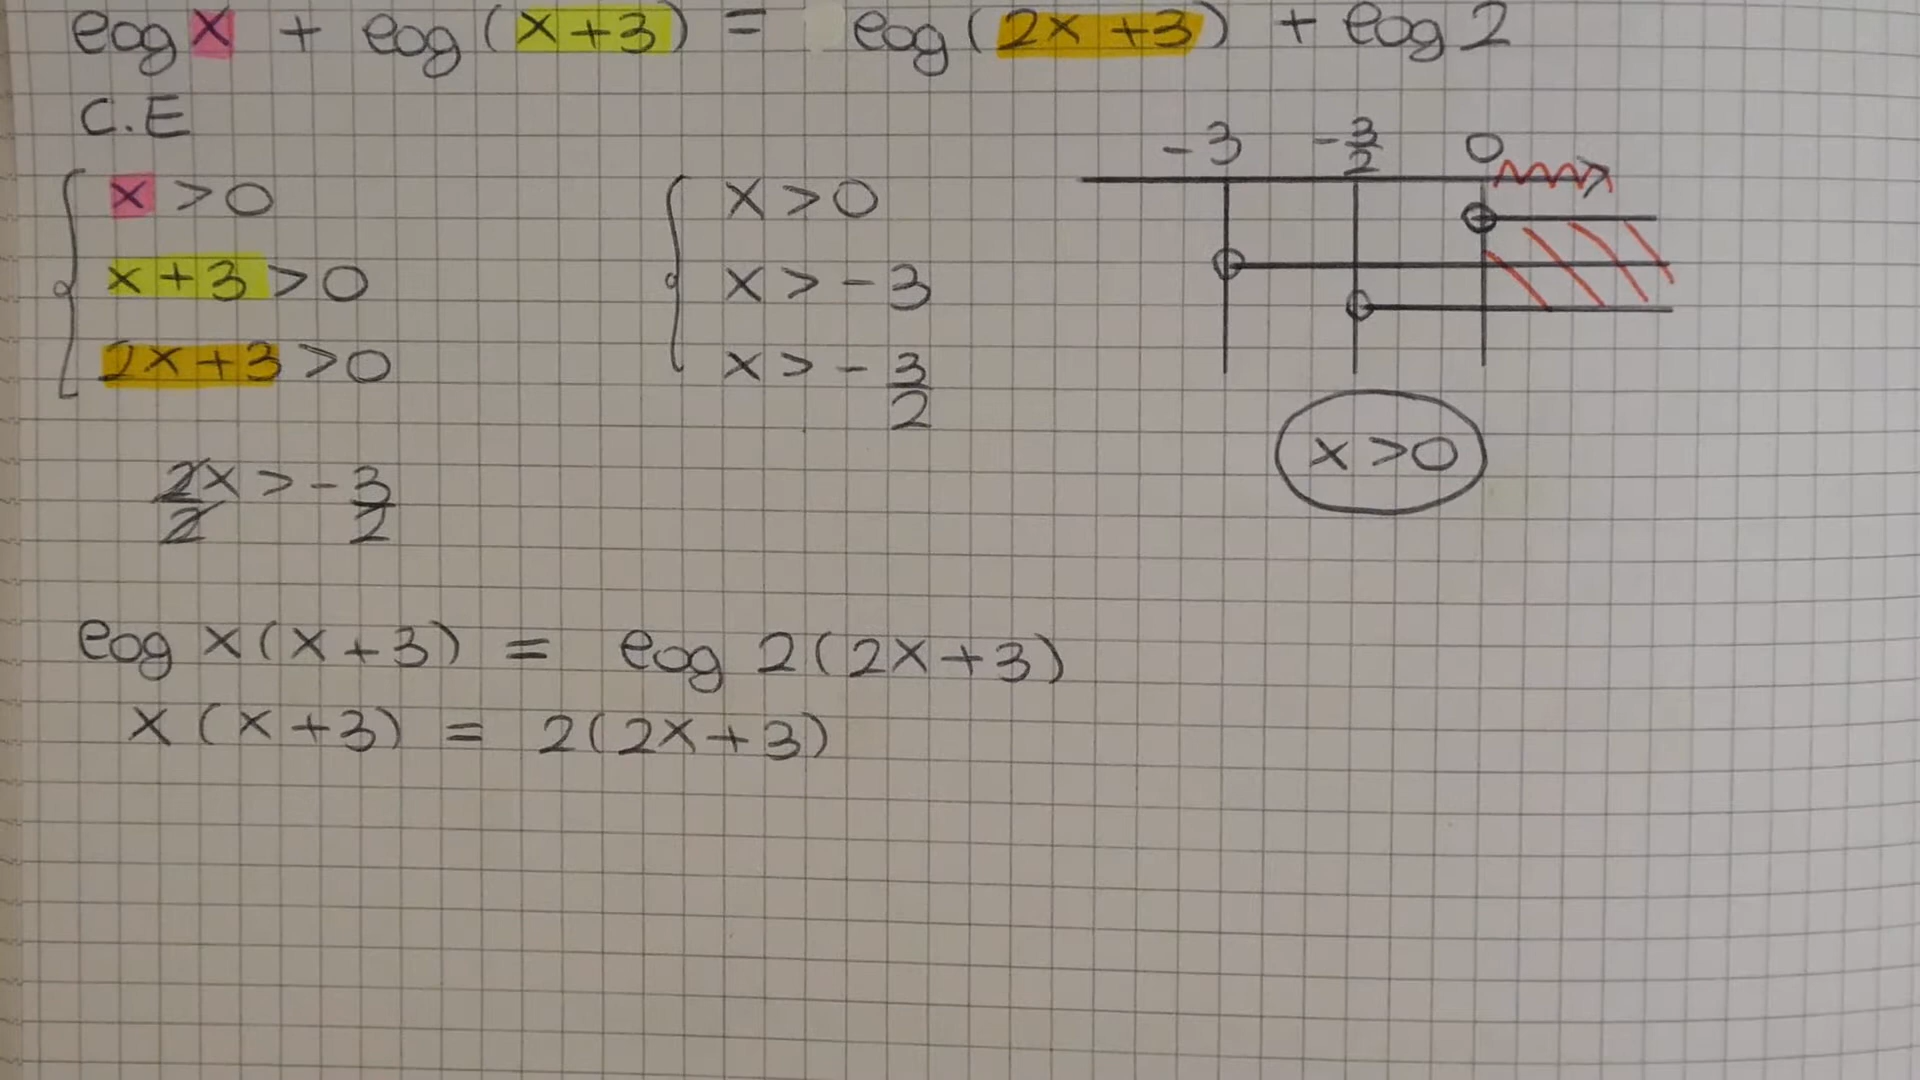 log x + log (x+3) = log (2x+3) + log 2
C.E
x > 0
x+3 > 0
2x+3 > 0
x > 0
x > -3
x > - 3/2
-3 -3/2 0
x > 0
2x/2 > - 3/2
log x(x+3) = log 2(2x+3)
x(x+3) = 2(2x+3)